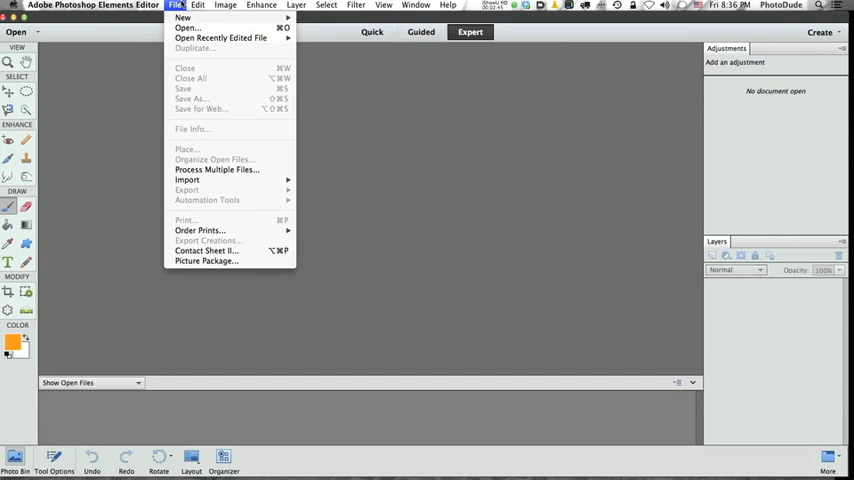 Adobe Photoshop Elements Editor File Edit Image Enhance Layer Select Filter View Window Help Fri 8:36 PM PhotoDude
Open Quick Guided Expert Create
New
Open... ⌘O
Open Recently Edited File
Duplicate...
Close ⌘W
Close All ⌥⌘W
Save ⌘S
Save As... ⇧⌘S
Save for Web... ⌥⇧⌘S
File Info...
Place...
Organize Open Files...
Process Multiple Files...
Import
Export
Automation Tools
Print... ⌘P
Order Prints...
Export Creations...
Contact Sheet II... ⌥⌘P
Picture Package...
VIEW
SELECT
ENHANCE
DRAW
MODIFY
COLOR
Adjustments
Add an adjustment
No document open
Layers
Normal Opacity: 100%
Show Open Files
Photo Bin Tool Options Undo Redo Rotate Layout Organizer More